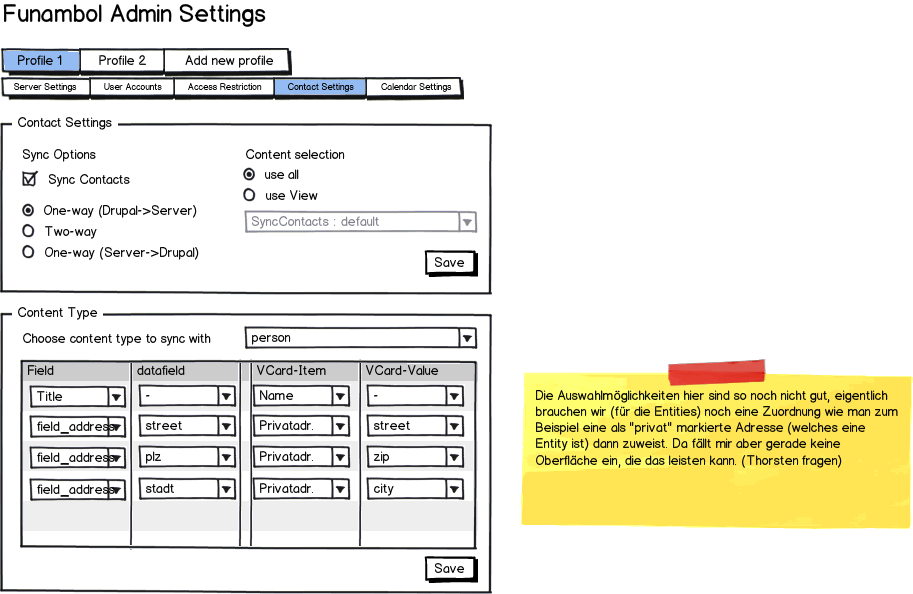 Funambol Admin Settings
Profile 1 Profile 2 Add new profile
Server Settings User Accounts Access Restriction Contact Settings Calendar Settings
Contact Settings
Sync Options
Sync Contacts
One-way (Drupal->Server)
Two-way
One-way (Server->Drupal)
Content selection
use all
use View
SyncContacts : default
Save
Content Type
Choose content type to sync with person
Field datafield VCard-Item VCard-Value
Title - Name -
field_address street Privatadr. street
field_address plz Privatadr. zip
field_address stadt Privatadr. city
Save
Die Auswahlmöglichkeiten hier sind so noch nicht gut, eigentlich
brauchen wir (für die Entities) noch eine Zuordnung wie man zum
Beispiel eine als "privat" markierte Adresse (welches eine
Entity ist) dann zuweist. Da fällt mir aber gerade keine
Oberfläche ein, die das leisten kann. (Thorsten fragen)